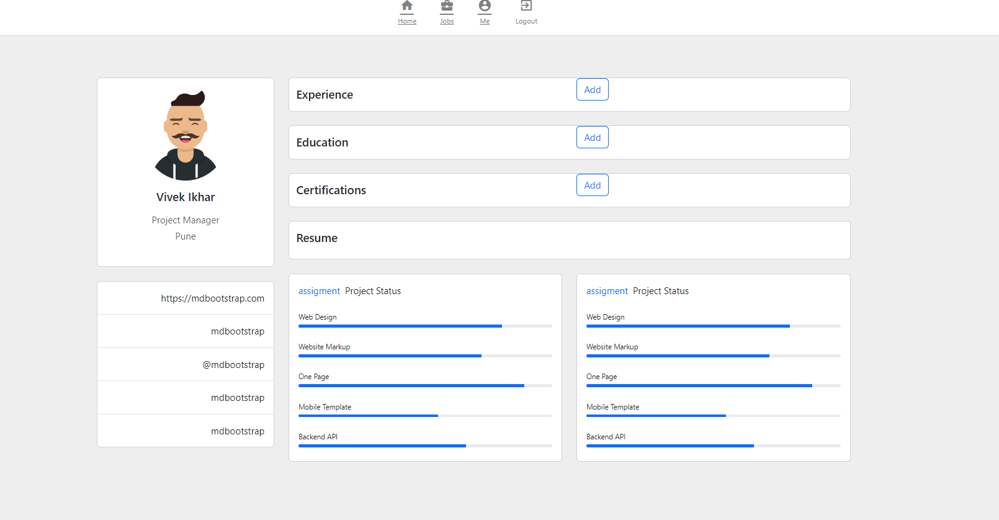 Home Jobs Me Logout
Vivek Ikhar
Project Manager
Pune
https://mdbootstrap.com
mdbootstrap
@mdbootstrap
mdbootstrap
mdbootstrap
Experience Add
Education Add
Certifications Add
Resume
assigment Project Status
Web Design
Website Markup
One Page
Mobile Template
Backend API
assigment Project Status
Web Design
Website Markup
One Page
Mobile Template
Backend API